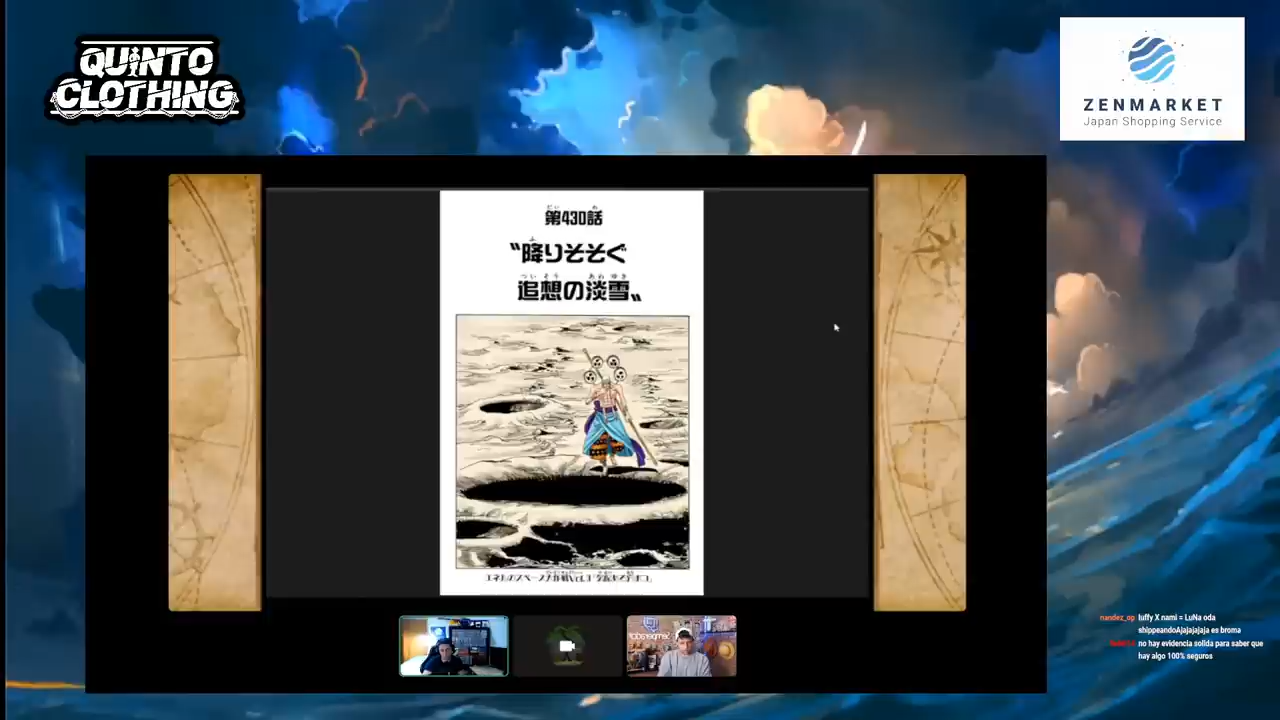 QUINTO
CLOTHING
ZENMARKET
Japan Shopping Service
第430話
"降りそそぐ
追想の淡雪"
nandez_op luffy X nami = LuNa oda
shippeandoAjajajajaja es broma
no hay evidencia solida para saber que
hay algo 100% seguros